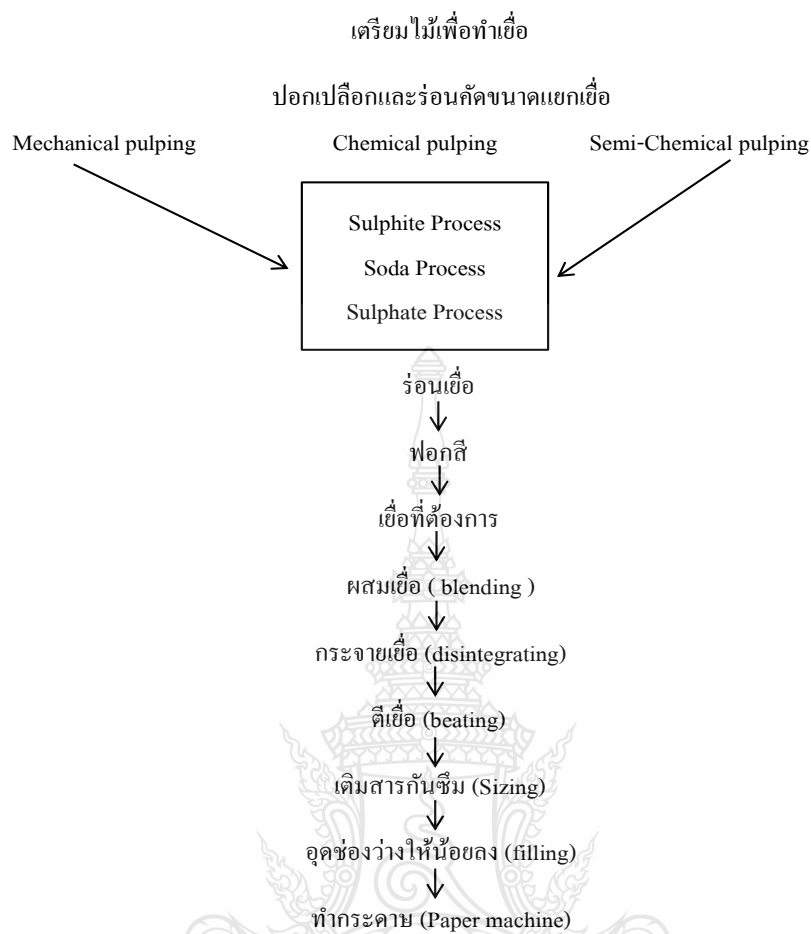 เตรียมไม้เพื่อทำเยื่อ
ปอกเปลือกและร่อนคัดขนาดแยกเยื่อ
Mechanical pulping Chemical pulping Semi-Chemical pulping
Sulphite Process
Soda Process
Sulphate Process
ร่อนเยื่อ
ฟอกสี
เยื่อที่ต้องการ
ผสมเยื่อ ( blending )
กระจายเยื่อ (disintegrating)
ตีเยื่อ (beating)
เติมสารกันซึม (Sizing)
อุดช่องว่างให้น้อยลง (filling)
ทำกระดาษ (Paper machine)